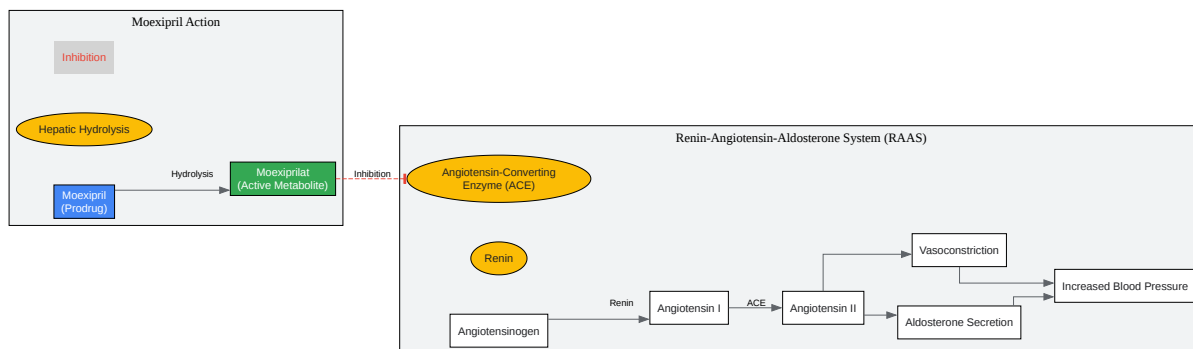 Moexipril Action
Inhibition
Hepatic Hydrolysis
Hydrolysis
Moexiprilat
(Active Metabolite)
Moexipril
(Prodrug)
Inhibition
Renin-Angiotensin-Aldosterone System (RAAS)
Angiotensin-Converting
Enzyme (ACE)
Renin
Angiotensinogen
Renin
Angiotensin I
ACE
Angiotensin II
Vasoconstriction
Aldosterone Secretion
Increased Blood Pressure